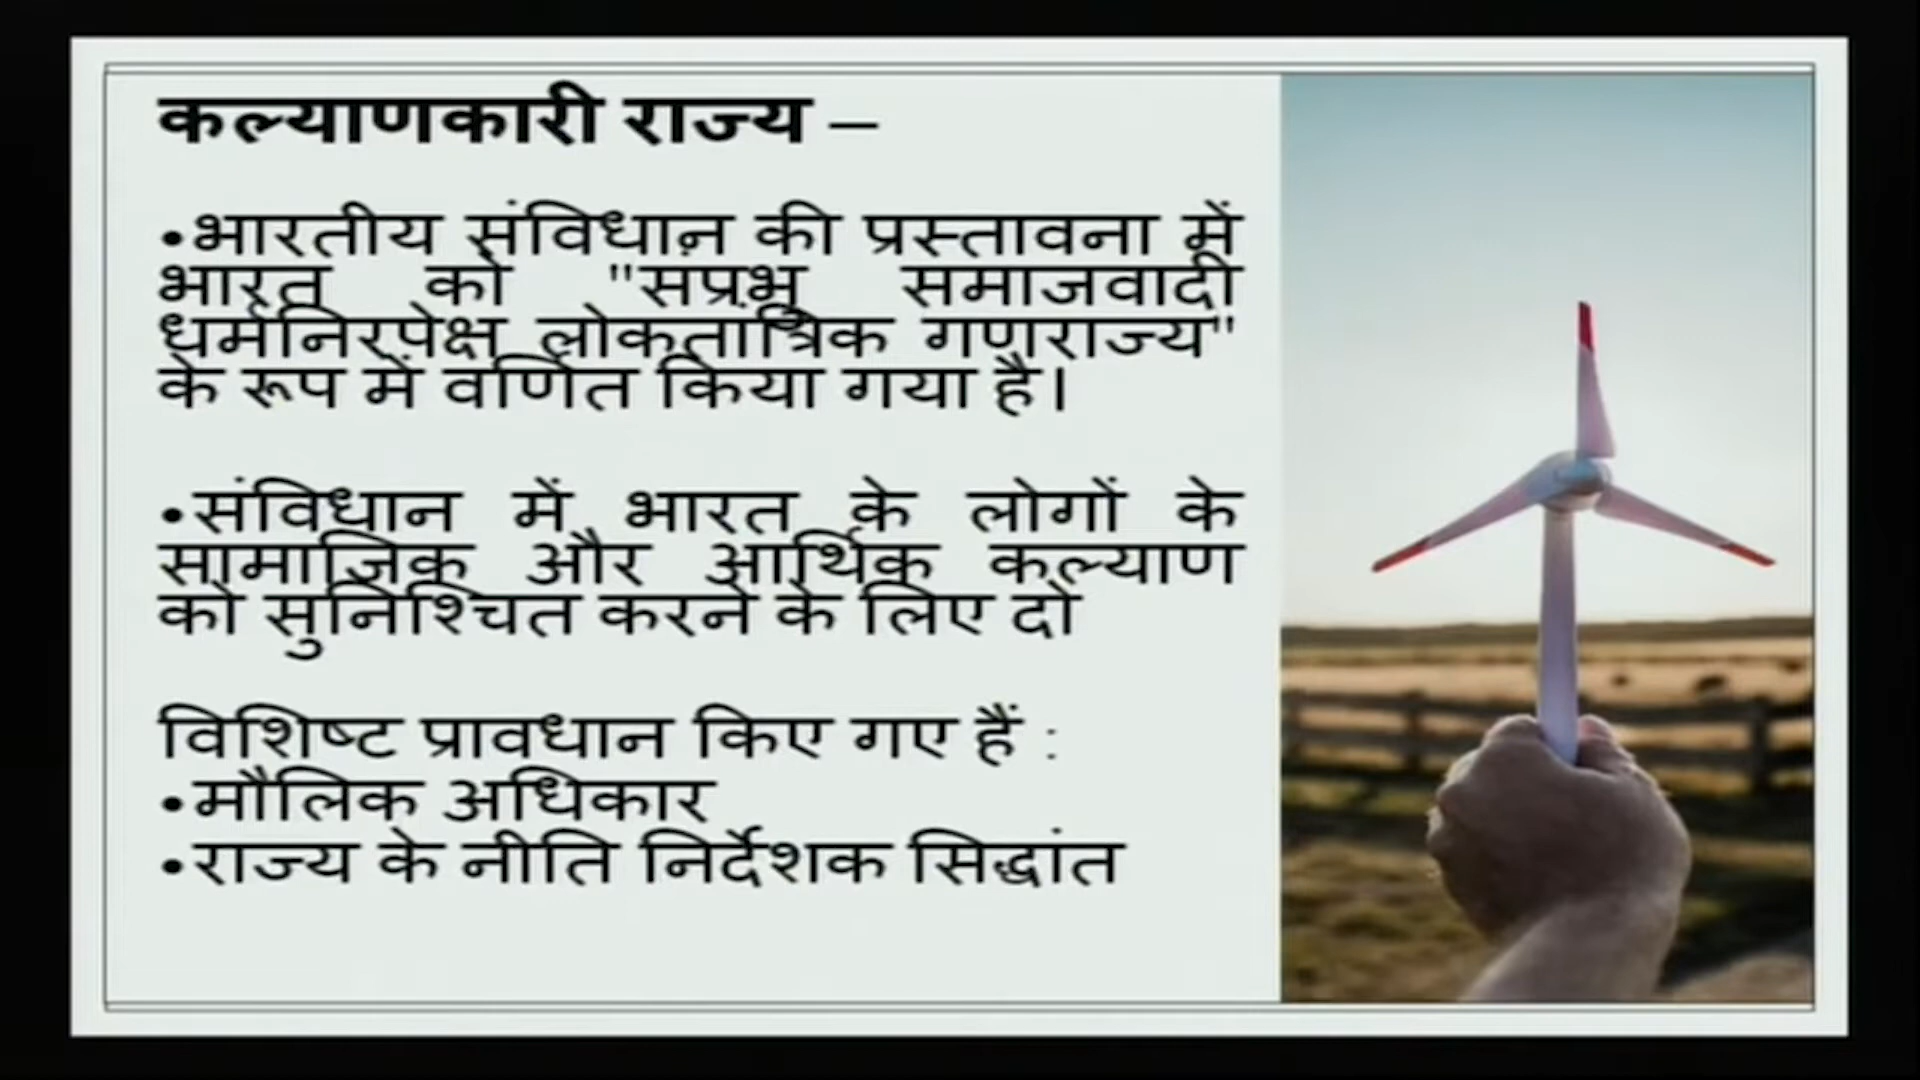 कल्याणकारी राज्य –
•भारतीय संविधान की प्रस्तावना में
भारत को "संप्रभु समाजवादी
धर्मनिरपेक्ष लोकतांत्रिक गणराज्य"
के रूप में वर्णित किया गया है।
•संविधान में भारत के लोगों के
सामाजिक और आर्थिक कल्याण
को सुनिश्चित करने के लिए दो
विशिष्ट प्रावधान किए गए हैं :
•मौलिक अधिकार
•राज्य के नीति निर्देशक सिद्धांत